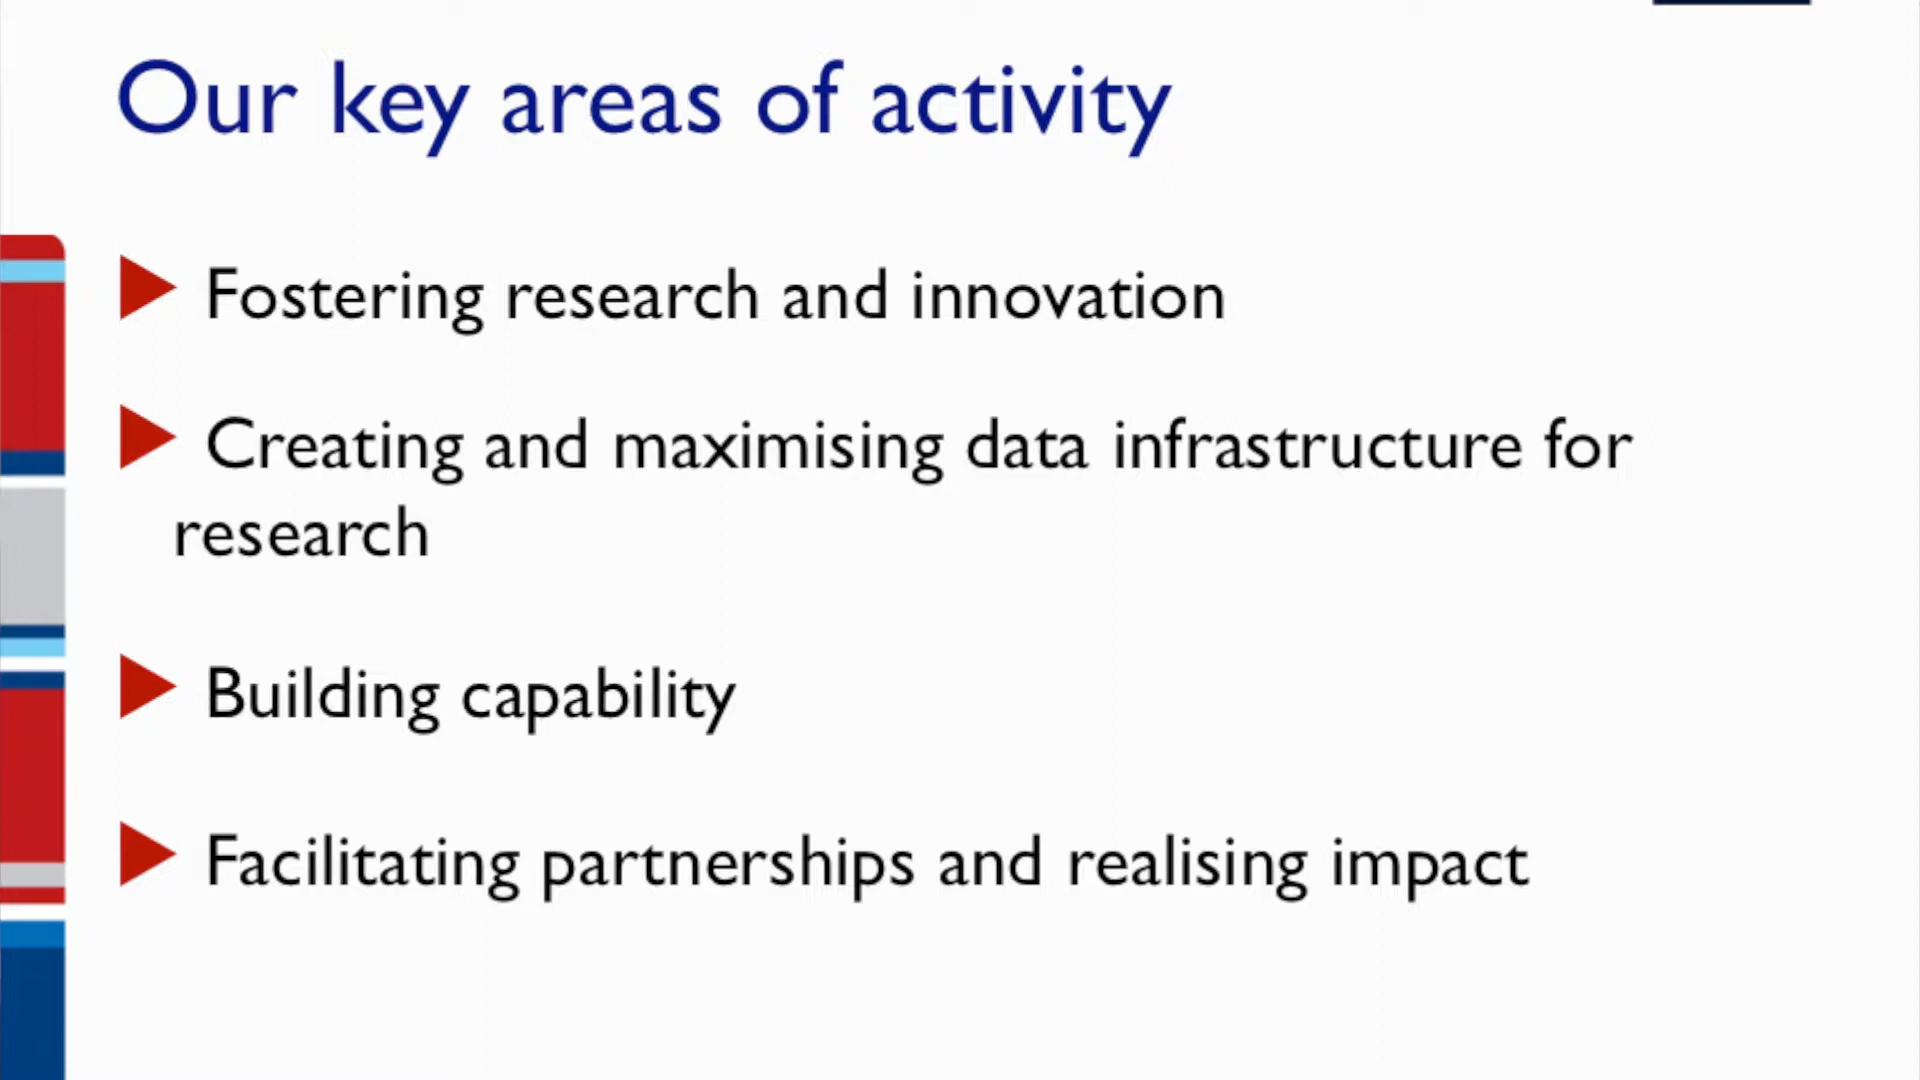 Our key areas of activity
Fostering research and innovation
Creating and maximising data infrastructure for
research
Building capability
Facilitating partnerships and realising impact